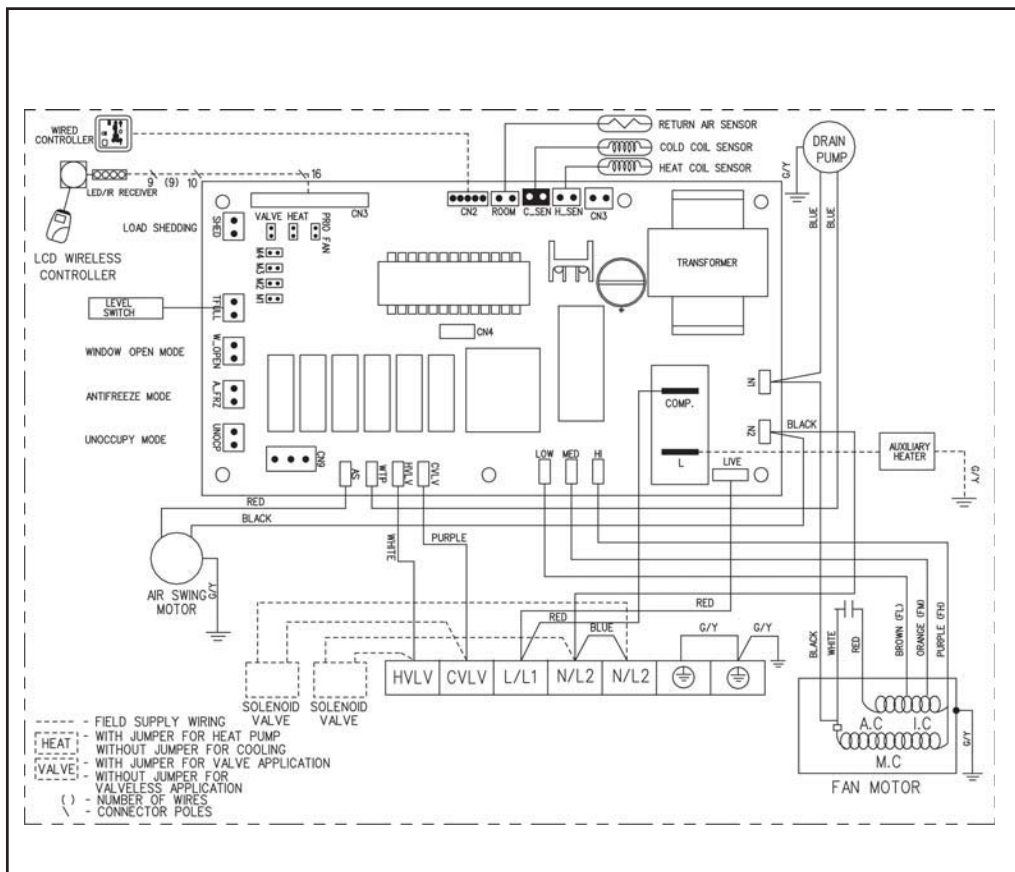 WIRED
CONTROLLER
9 (9) 10
16
LED/IR RECEIVER
LCD WIRELESS
CONTROLLER
RETURN AIR SENSOR
COLD COIL SENSOR
HEAT COIL SENSOR
DRAIN
PUMP
G/Y
BLUE
BLUE
CN3
CN2
ROOM
C_SEN
H_SEN
CN3
LOAD SHEDDING
SHED
VALVE
HEAT
PRIO FAN
M4
M3
M2
M1
TRANSFORMER
LEVEL
SWITCH
TFULL
CN4
WINDOW OPEN MODE
W_OPEN
ANTIFREEZE MODE
A_FRZ
UNOCCUPY MODE
UNOCP
CN9
COMP.
L
N1
N2
BLACK
LIVE
AUXILIARY
HEATER
G/Y
AS
WTP
HVLV
CVLV
LOW
MED
HI
RED
BLACK
WHITE
PURPLE
AIR SWING
MOTOR
G/Y
RED
RED
BLUE
G/Y
G/Y
HVLV
CVLV
L/L1
N/L2
N/L2
SOLENOID
VALVE
SOLENOID
VALVE
BLACK
WHITE
RED
BROWN (FL)
ORANGE (FM)
PURPLE (FH)
A.C
I.C
M.C
G/Y
FAN MOTOR
- FIELD SUPPLY WIRING
HEAT - WITH JUMPER FOR HEAT PUMP
WITHOUT JUMPER FOR COOLING
VALVE - WITH JUMPER FOR VALVE APPLICATION
- WITHOUT JUMPER FOR
VALVELESS APPLICATION
( ) - NUMBER OF WIRES
\ - CONNECTOR POLES